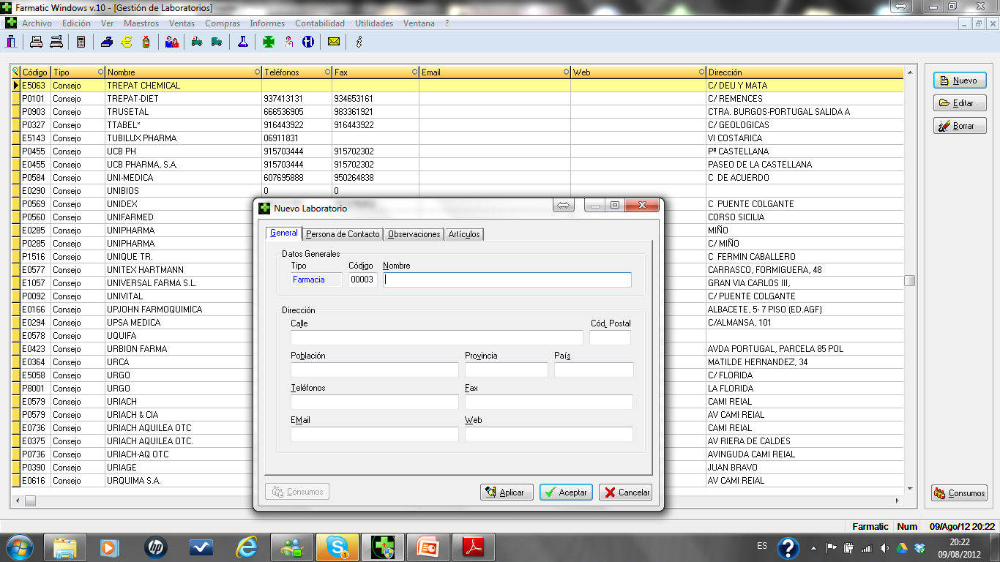 Farmatic Windows v.10 - [Gestión de Laboratorios]
Archivo Edición Ver Maestros Ventas Compras Informes Contabilidad Utilidades Ventana ?
Código Tipo Nombre Teléfonos Fax Email Web Dirección
E5063 Consejo TREPAT CHEMICAL C/ DEU Y MATA
P0101 Consejo TREPAT-DIET 937413131 934653161 C/ REMENCES
P0903 Consejo TRUSETAL 666536905 983361921 CTRA. BURGOS-PORTUGAL SALIDA A
P0327 Consejo TTABEL* 916443922 916443922 C/ GEOLOGICAS
E5143 Consejo TUBILUX PHARMA 06911831 VI COSTARICA
P0455 Consejo UCB PH 915703444 915702302 Pº CASTELLANA
E0455 Consejo UCB PHARMA, S.A. 915703444 915702302 PASEO DE LA CASTELLANA
P0584 Consejo UNI-MEDICA 607695888 950264838 C DE ACUERDO
E0290 Consejo UNIBIOS 0 0
P0569 Consejo UNIDEX C PUENTE COLGANTE
P0560 Consejo UNIFARMED CORSO SICILIA
E0285 Consejo UNIPHARMA MIÑO
P0285 Consejo UNIPHARMA C/ MIÑO
P1516 Consejo UNIQUE TR. C FERMIN CABALLERO
E0577 Consejo UNITEX HARTMANN CARRASCO, FORMIGUERA, 48
E1057 Consejo UNIVERSAL FARMA S.L. GRAN VIA CARLOS III,
P0092 Consejo UNIVITAL C/ PUENTE COLGANTE
E0166 Consejo UPJOHN FARMOQUIMICA ALBACETE, 5- 7 PISO (ED.AGF)
E0294 Consejo UPSA MEDICA C/ALMANSA, 101
E0578 Consejo UQUIFA
E0423 Consejo URBION FARMA AVDA PORTUGAL, PARCELA 85 POL
E0364 Consejo URCA MATILDE HERNANDEZ, 34
E5058 Consejo URGO C/ FLORIDA
P8001 Consejo URGO LA FLORIDA
E0579 Consejo URIACH CAMI REIAL
P0579 Consejo URIACH & CIA AV CAMI REIAL
E0736 Consejo URIACH AQUILEA OTC CAMI REIAL
E0375 Consejo URIACH AQUILEA OTC. AV RIERA DE CALDES
P0736 Consejo URIACH-AQ OTC AVINGUDA CAMI REIAL
P0390 Consejo URIAGE JUAN BRAVO
E0616 Consejo URQUIMA S.A. AV CAMI REIAL
Nuevo
Editar
Borrar
Consumos
Nuevo Laboratorio
General Persona de Contacto Observaciones Artículos
Datos Generales
Tipo Código Nombre
Farmacia 00003
Dirección
Calle Cód. Postal
Población Provincia País
Teléfonos Fax
EMail Web
Consumos Aplicar Aceptar Cancelar
Farmatic Num 09/Ago/12 20:22
ES
20:22
09/08/2012